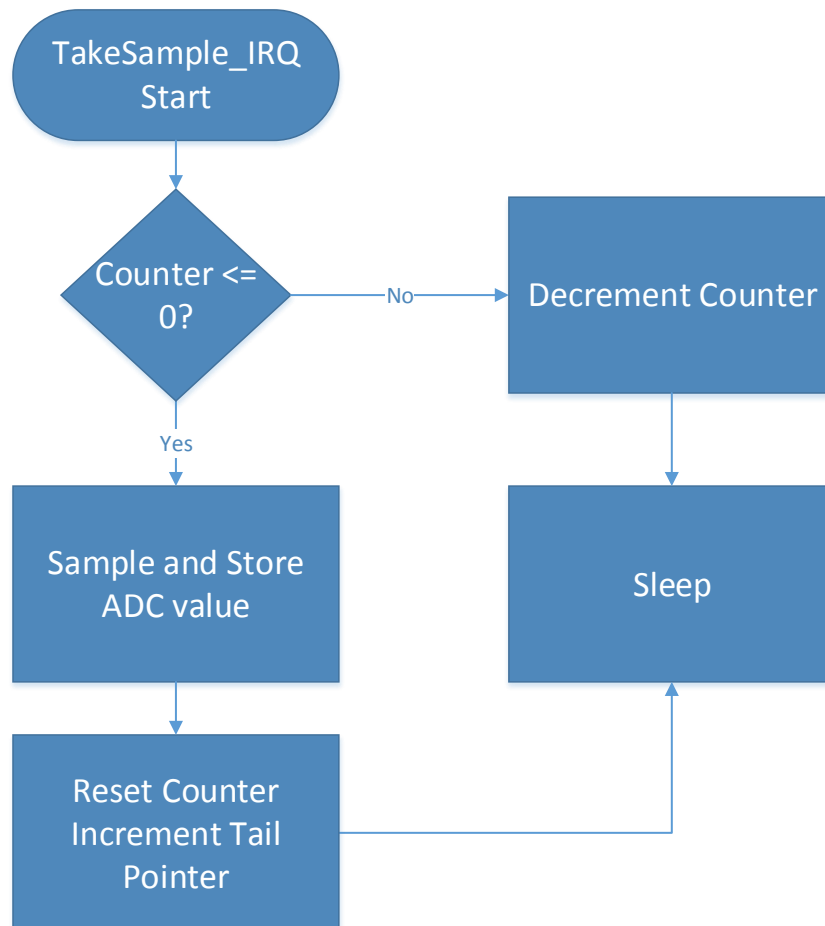 TakeSample_IRQ
Start
Counter <=
0?
No
Decrement Counter
Yes
Sample and Store
ADC value
Sleep
Reset Counter
Increment Tail
Pointer